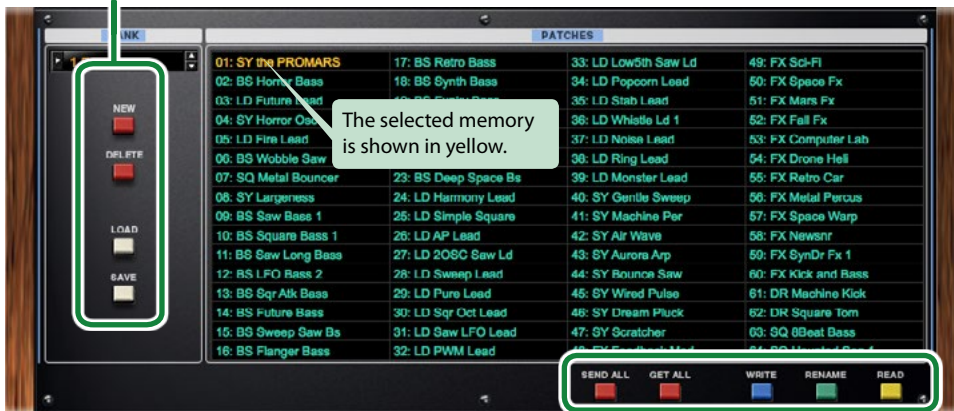 BANK
PATCHES
NEW
DELETE
LOAD
SAVE
01: SY the PROMARS
02: BS Horror Bass
03: LD Future Lead
04: SY Horror Osc
05: LD Fire Lead
06: BS Wobble Saw
07: SQ Metal Bouncer
08: SY Largeness
09: BS Saw Bass 1
10: BS Square Bass 1
11: BS Saw Long Bass
12: BS LFO Bass 2
13: BS Sqr Atk Bass
14: BS Future Bass
15: BS Sweep Saw Bs
16: BS Flanger Bass
17: BS Retro Bass
18: BS Synth Bass
The selected memory
is shown in yellow.
23: BS Deep Space Bs
24: LD Harmony Lead
25: LD Simple Square
26: LD AP Lead
27: LD 2OSC Saw Ld
28: LD Sweep Lead
29: LD Pure Lead
30: LD Sqr Oct Lead
31: LD Saw LFO Lead
32: LD PWM Lead
33: LD Low5th Saw Ld
34: LD Popcorn Lead
35: LD Stab Lead
36: LD Whistle Ld 1
37: LD Noise Lead
38: LD Ring Lead
39: LD Monster Lead
40: SY Gentle Sweep
41: SY Machine Per
42: SY Air Wave
43: SY Aurora Arp
44: SY Bounce Saw
45: SY Wired Pulse
46: SY Dream Pluck
47: SY Scratcher
49: FX Sci-Fi
50: FX Space Fx
51: FX Mars Fx
52: FX Fall Fx
53: FX Computer Lab
54: FX Drone Heli
55: FX Retro Car
56: FX Metal Percus
57: FX Space Warp
58: FX Newsnr
59: FX SynDr Fx 1
60: FX Kick and Bass
61: DR Machine Kick
62: DR Square Tom
63: SQ 8Beat Bass
SEND ALL
GET ALL
WRITE
RENAME
READ